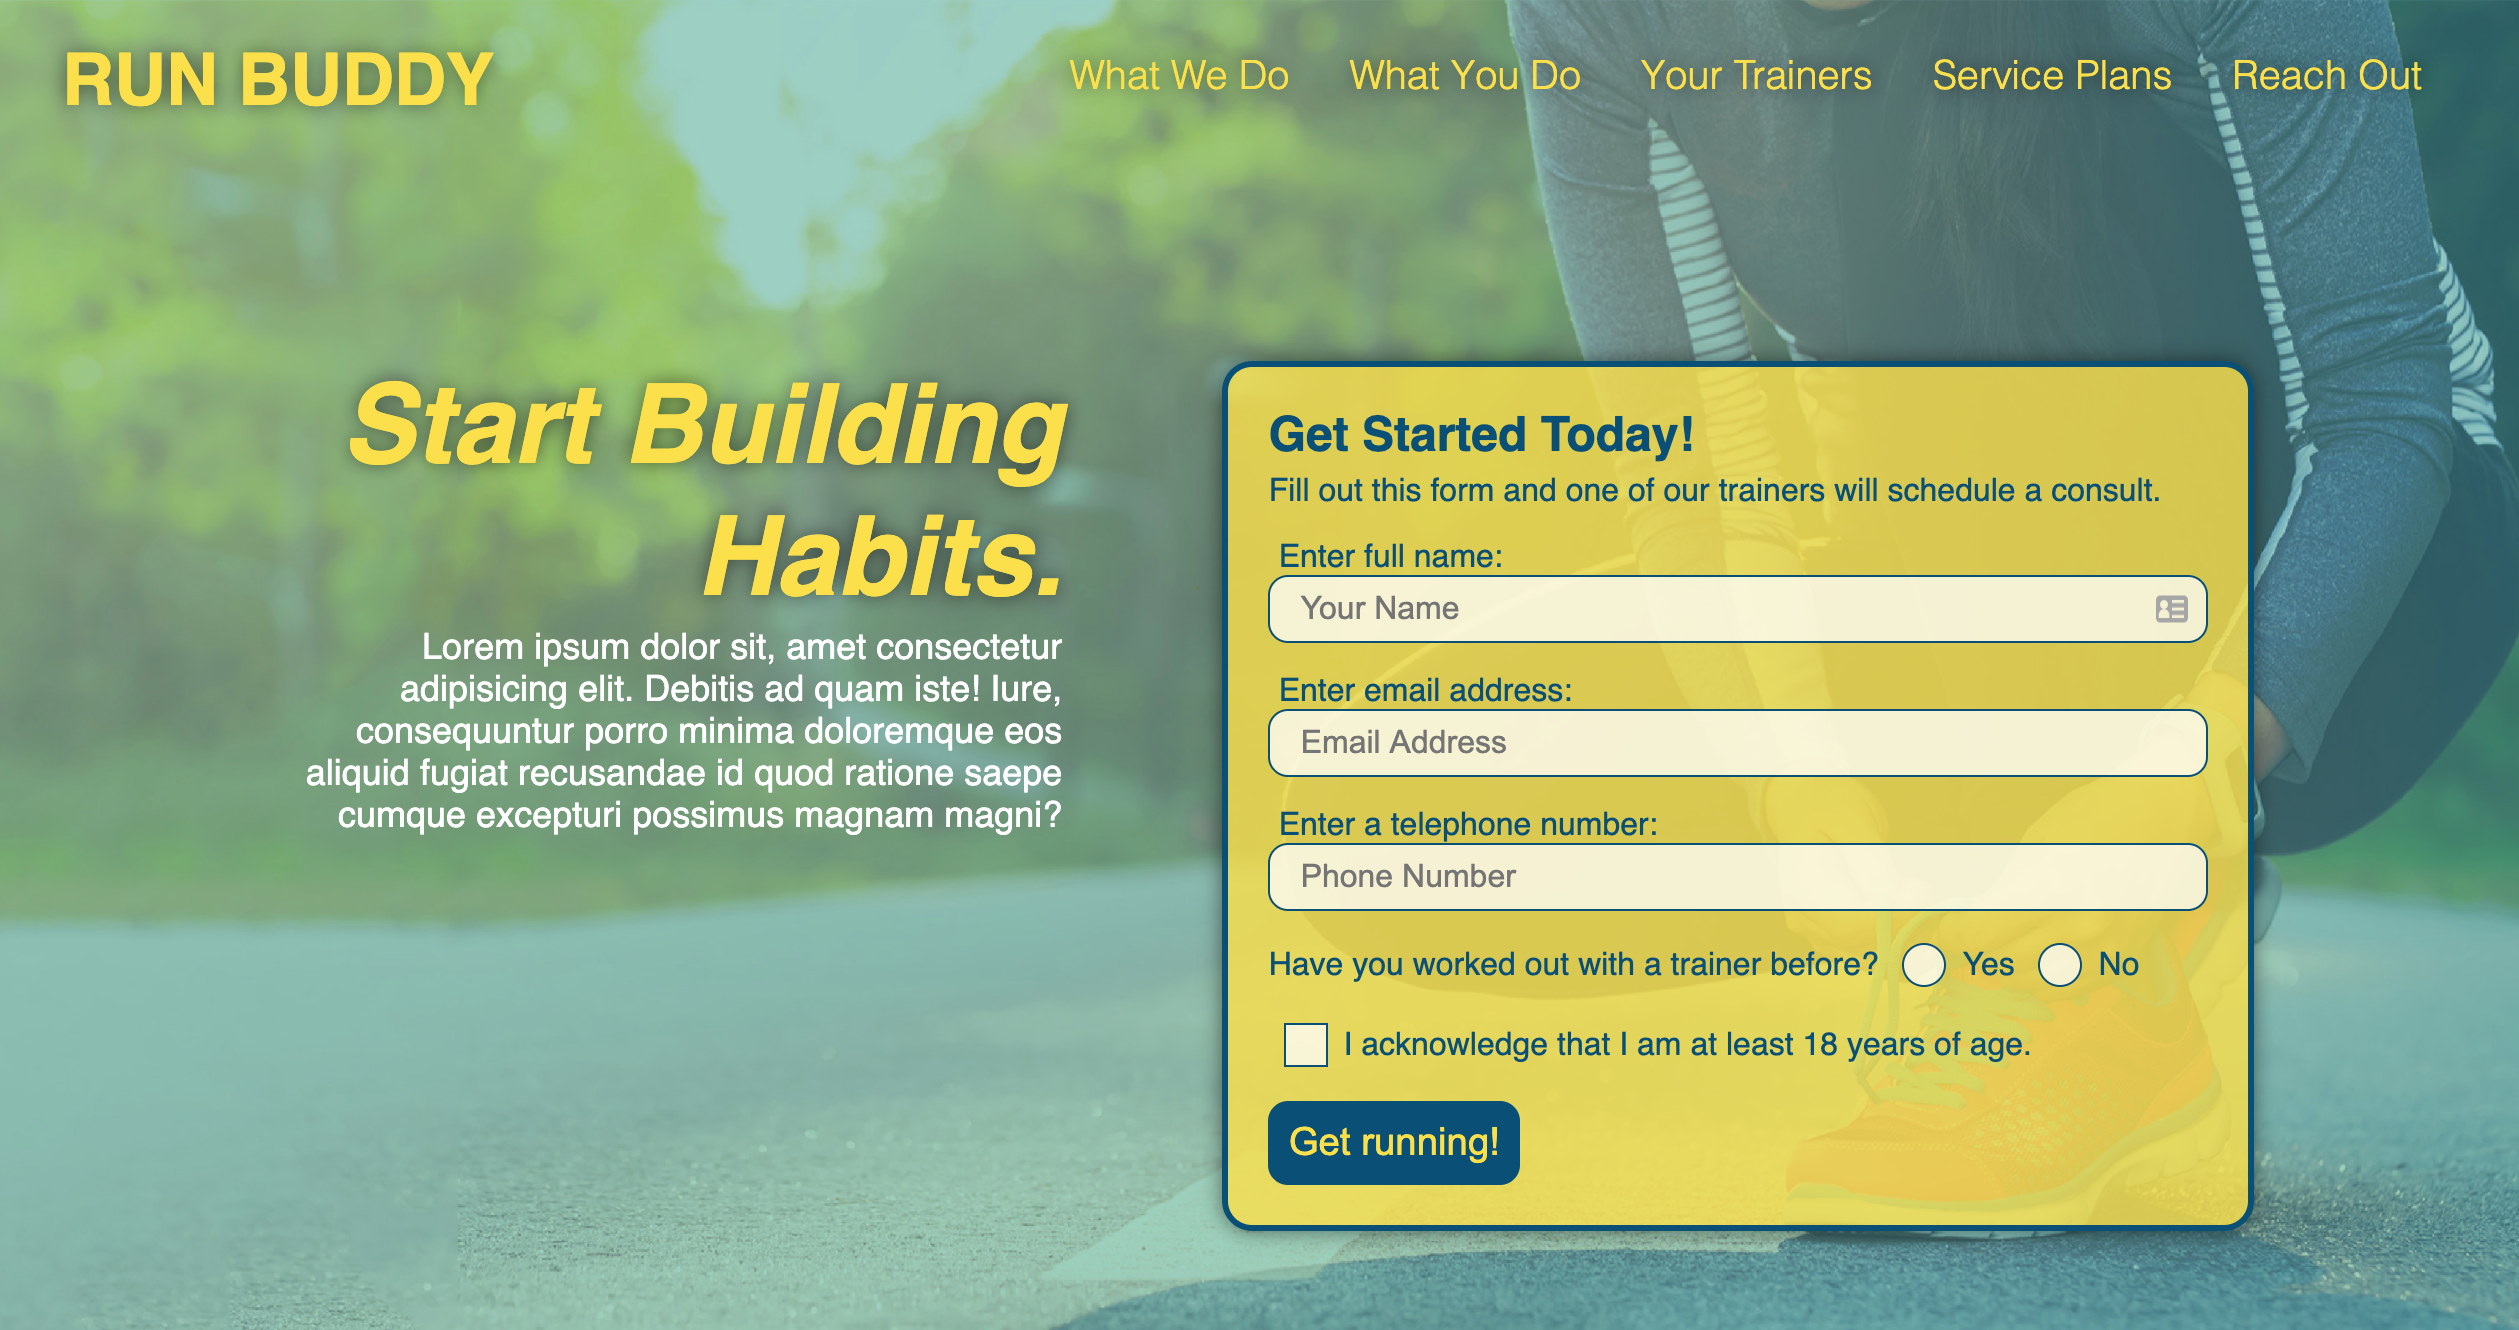 RUN BUDDY
What We Do
What You Do
Your Trainers
Service Plans
Reach Out
Start Building
Habits.
Lorem ipsum dolor sit, amet consectetur
adipisicing elit. Debitis ad quam iste! Iure,
consequuntur porro minima doloremque eos
aliquid fugiat recusandae id quod ratione saepe
cumque excepturi possimus magnam magni?
Get Started Today!
Fill out this form and one of our trainers will schedule a consult.
Enter full name:
Your Name
Enter email address:
Email Address
Enter a telephone number:
Phone Number
Have you worked out with a trainer before? Yes No
I acknowledge that I am at least 18 years of age.
Get running!